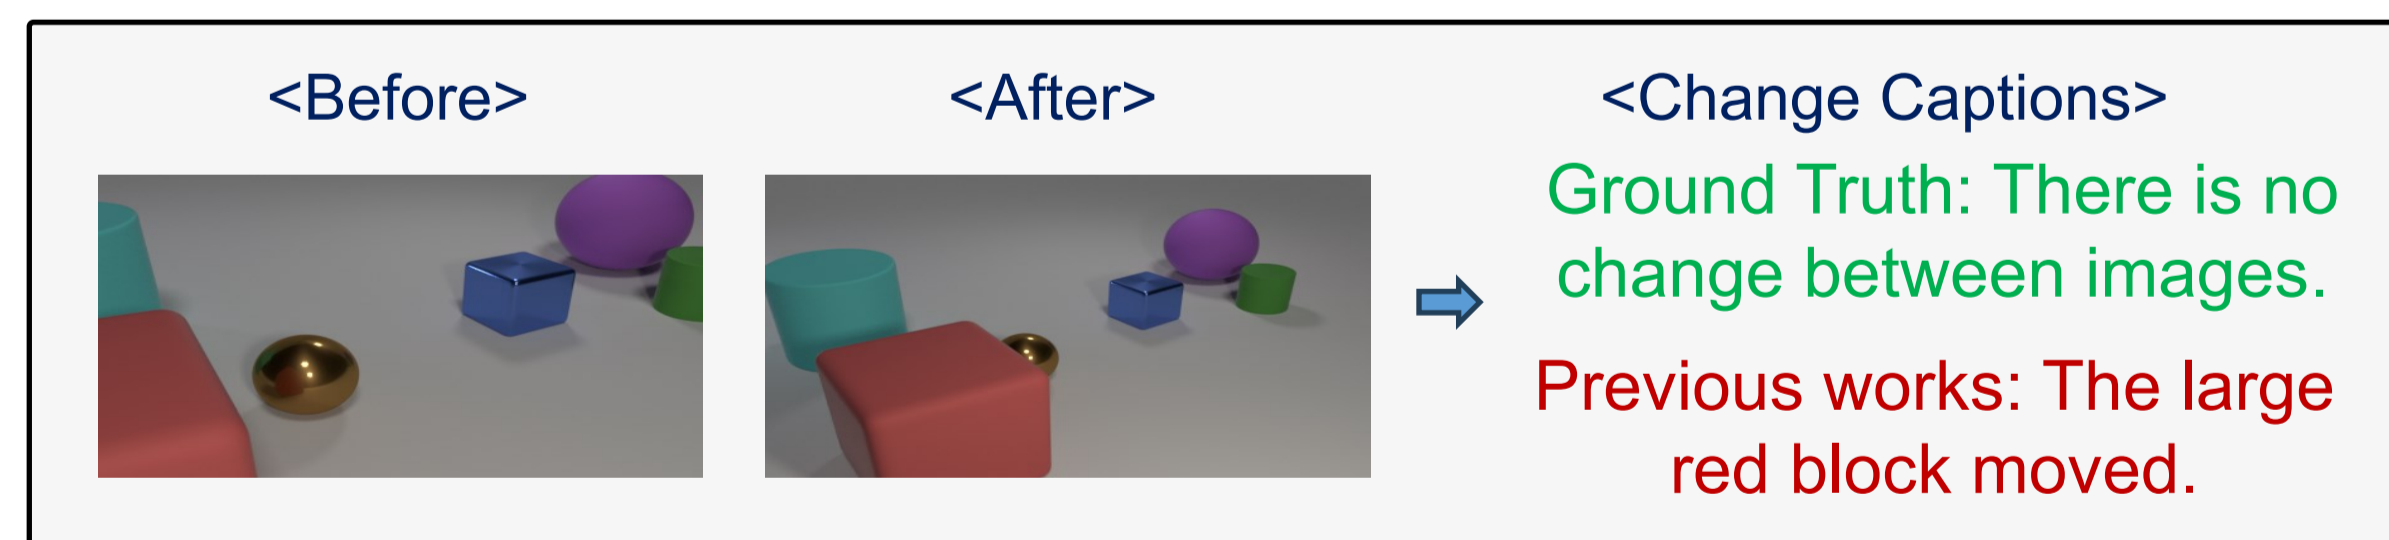 <Before>
<After>
<Change Captions>
Ground Truth: There is no
change between images.
Previous works: The large
red block moved.